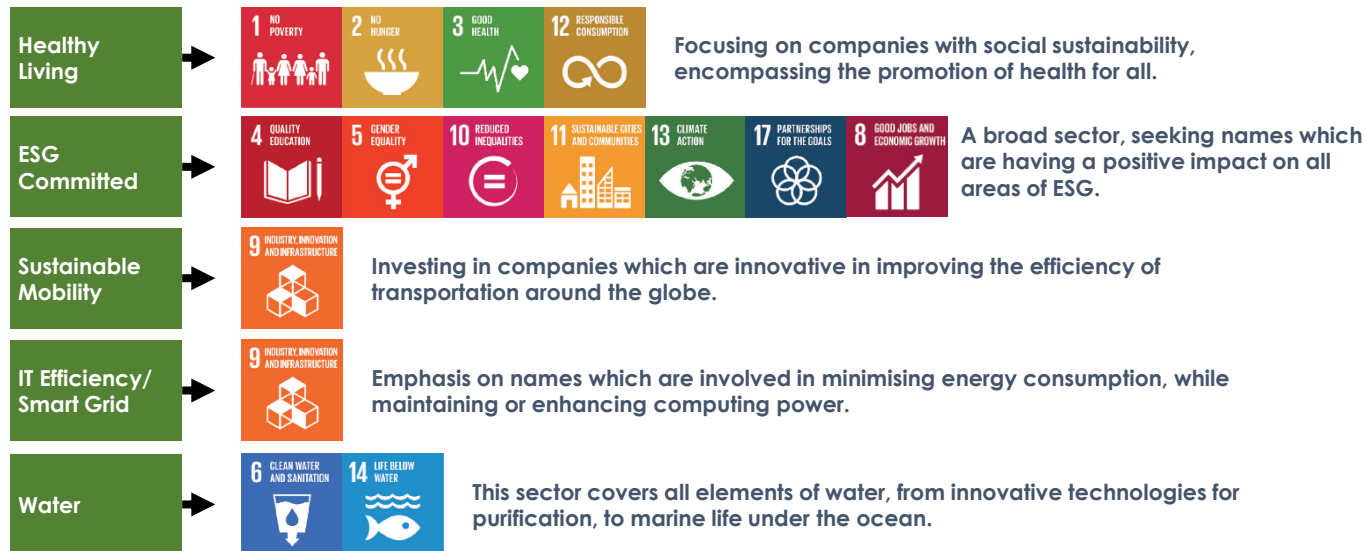 Healthy
Living
1 NO
POVERTY
2 NO
HUNGER
3 GOOD
HEALTH
12 RESPONSIBLE
CONSUMPTION
Focusing on companies with social sustainability,
encompassing the promotion of health for all.
ESG
Committed
4 QUALITY
EDUCATION
5 GENDER
EQUALITY
10 REDUCED
INEQUALITIES
11 SUSTAINABLE CITIES
AND COMMUNITIES
13 CLIMATE
ACTION
17 PARTNERSHIPS
FOR THE GOALS
8 GOOD JOBS AND
ECONOMIC GROWTH
A broad sector, seeking names which
are having a positive impact on all
areas of ESG.
Sustainable
Mobility
9 INDUSTRY, INNOVATION
AND INFRASTRUCTURE
Investing in companies which are innovative in improving the efficiency of
transportation around the globe.
IT Efficiency/
Smart Grid
9 INDUSTRY, INNOVATION
AND INFRASTRUCTURE
Emphasis on names which are involved in minimising energy consumption, while
maintaining or enhancing computing power.
Water
6 CLEAN WATER
AND SANITATION
14 LIFE BELOW
WATER
This sector covers all elements of water, from innovative technologies for
purification, to marine life under the ocean.